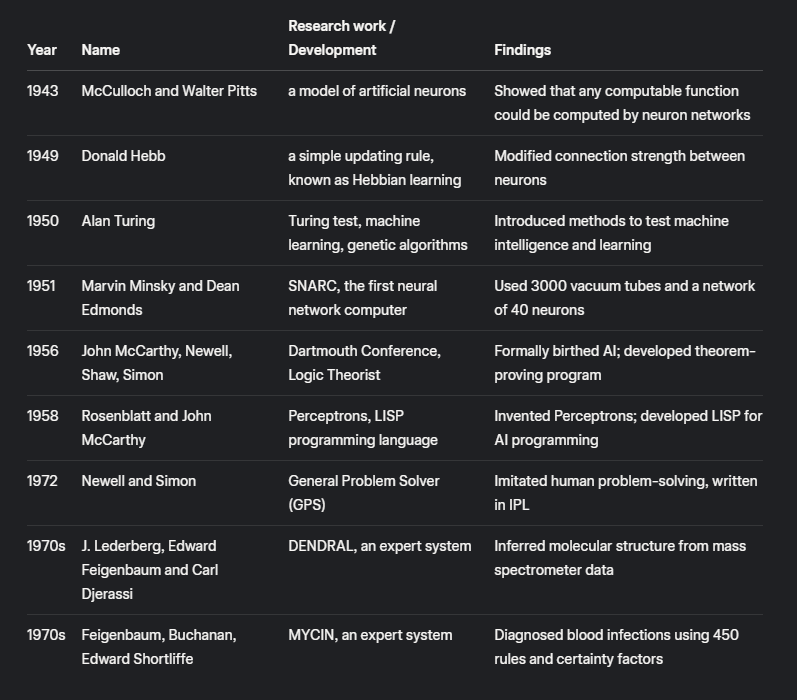 Research work /
Year Name Development Findings
1943 McCulloch and Walter Pitts a model of artificial neurons Showed that any computable function
could be computed by neuron networks
1949 Donald Hebb a simple updating rule, Modified connection strength between
known as Hebbian learning neurons
1950 Alan Turing Turing test, machine Introduced methods to test machine
learning, genetic algorithms intelligence and learning
1951 Marvin Minsky and Dean SNARC, the first neural Used 3000 vacuum tubes and a network
Edmonds network computer of 40 neurons
1956 John McCarthy, Newell, Dartmouth Conference, Formally birthed AI; developed theorem-
Shaw, Simon Logic Theorist proving program
1958 Rosenblatt and John Perceptrons, LISP Invented Perceptrons; developed LISP for
McCarthy programming language AI programming
1972 Newell and Simon General Problem Solver Imitated human problem-solving, written
(GPS) in IPL
1970s J. Lederberg, Edward DENDRAL, an expert system Inferred molecular structure from mass
Feigenbaum and Carl spectrometer data
Djerassi
1970s Feigenbaum, Buchanan, MYCIN, an expert system Diagnosed blood infections using 450
Edward Shortliffe rules and certainty factors